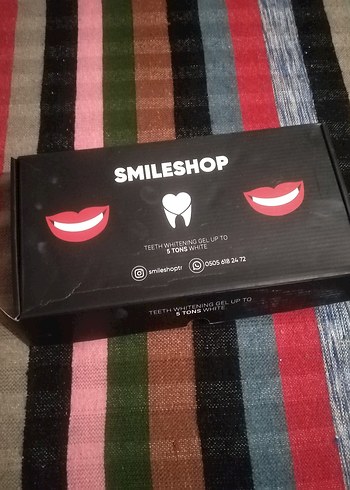 SMILESHOP
TEETH WHITENING GEL UP TO
5 TONS WHITE
smileshoptr 0505 618 24 72
TEETH WHITENING GEL UP TO
5 TONS WHITE